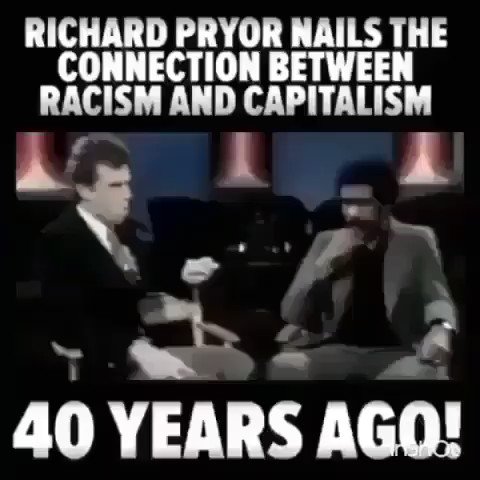 RICHARD PRYOR NAILS THE
CONNECTION BETWEEN
RACISM AND CAPITALISM
40 YEARS AGO!